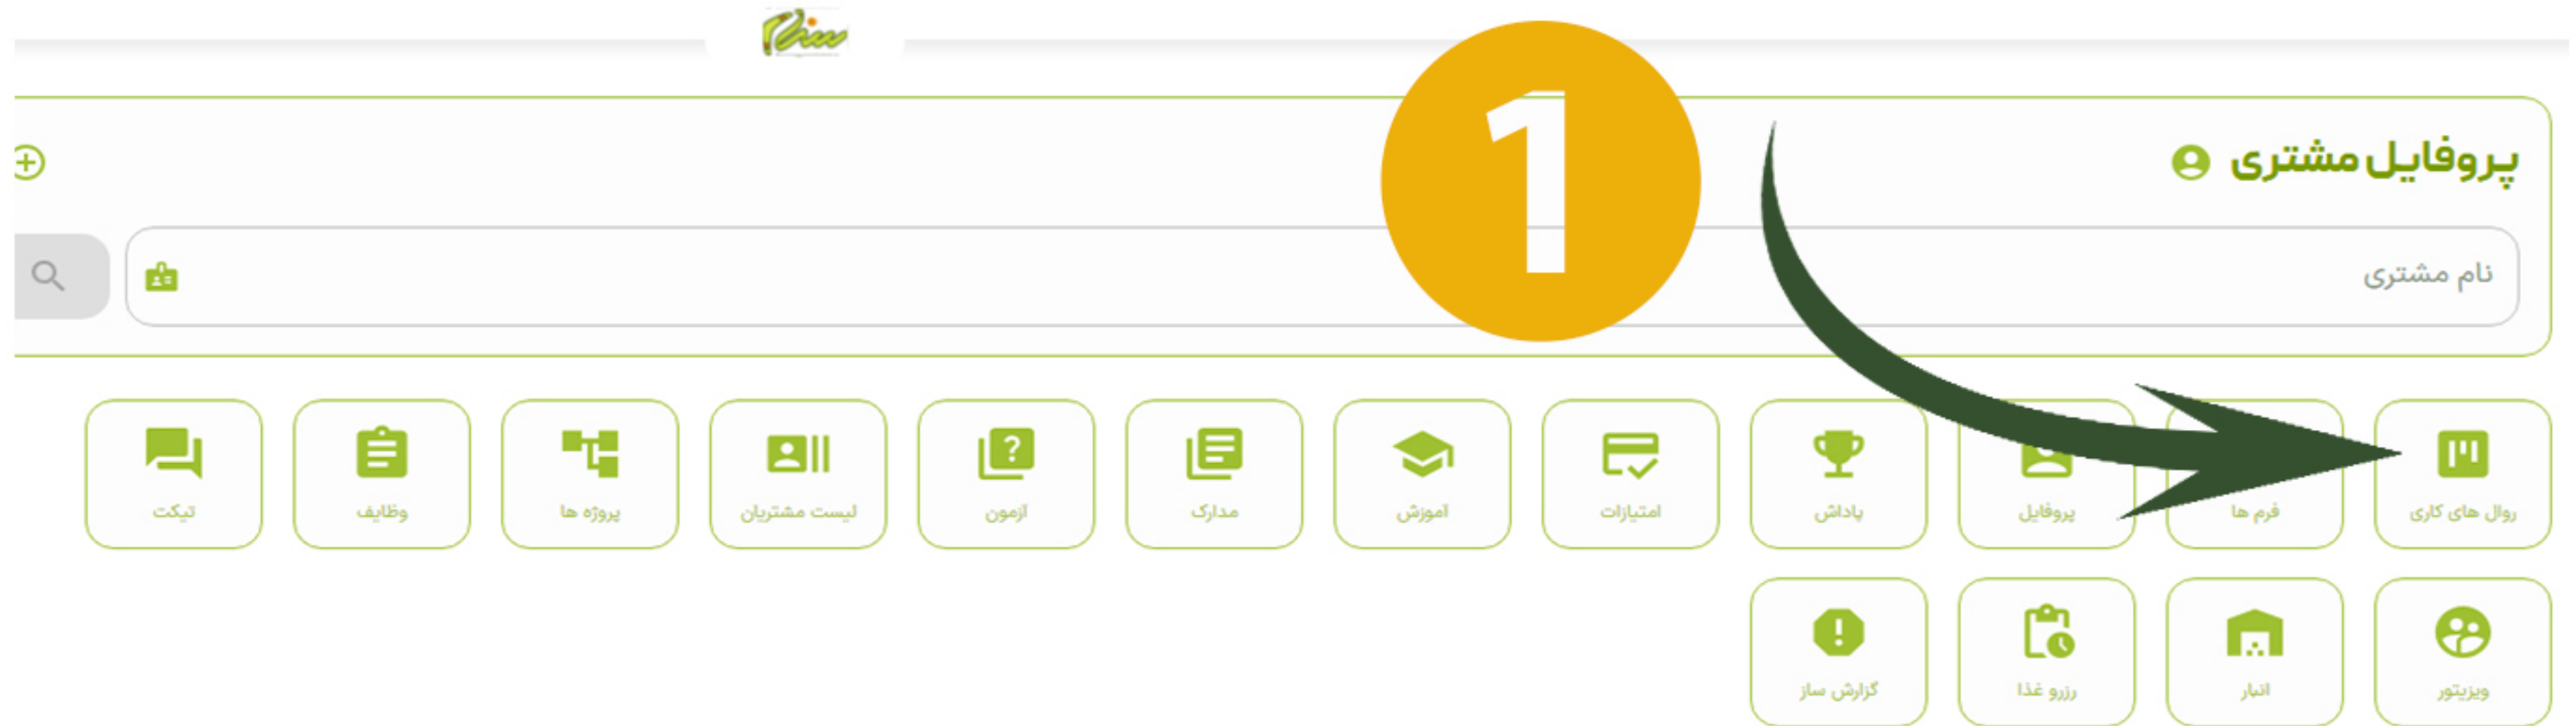 1
پروفایل مشتری
نام مشتری
روال های کاری
فرم ها
پروفایل
پاداش
امتیازات
آموزش
مدارک
آزمون
لیست مشتریان
پروژه ها
وظایف
تیکت
ویزیتور
انبار
رزرو غذا
گزارش ساز